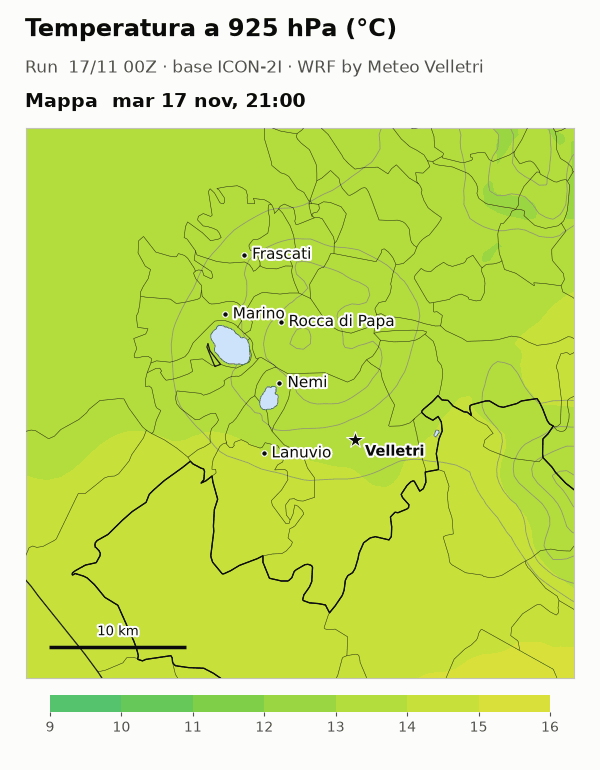 Temperatura a 925 hPa (°C)
Run  17/11 00Z · base ICON-2I · WRF by Meteo Velletri
Mappa  mar 17 nov, 21:00
Frascati
Marino
Rocca di Papa
Nemi
Velletri
Lanuvio
10 km
9 10 11 12 13 14 15 16